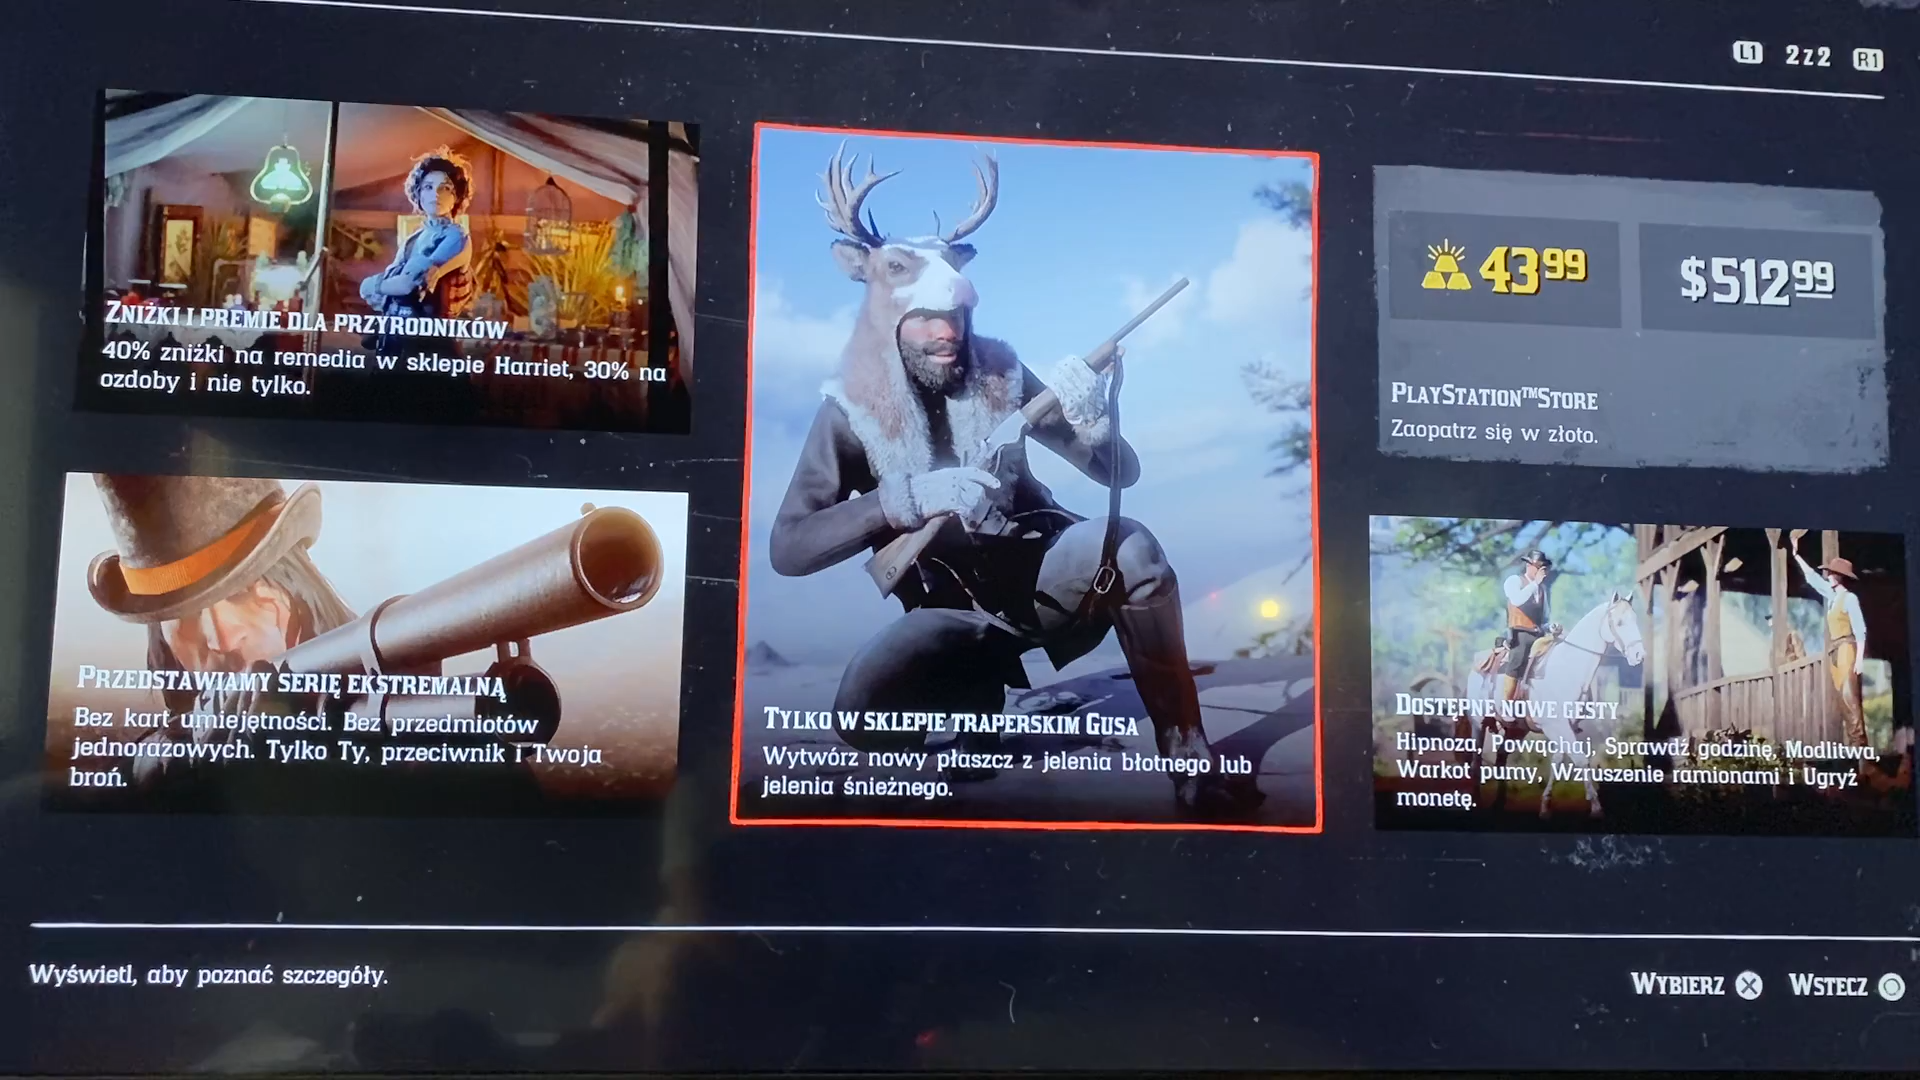 L1 2 z 2 R1
ZNIŻKI I PREMIE DLA PRZYRODNIKÓW
40% zniżki na remedia w sklepie Harriet, 30% na
ozdoby i nie tylko.
PRZEDSTAWIAMY SERIĘ EKSTREMALNĄ
Bez kart umiejętności. Bez przedmiotów
jednorazowych. Tylko Ty, przeciwnik i Twoja
broń.
TYLKO W SKLEPIE TRAPERSKIM GUSA
Wytwórz nowy płaszcz z jelenia błotnego lub
jelenia śnieżnego.
4399 $51299
PLAYSTATION™STORE
Zaopatrz się w złoto.
DOSTĘPNE NOWE GESTY
Hipnoza, Powąchaj, Sprawdź godzinę, Modlitwa,
Warkot pumy, Wzruszenie ramionami i Ugryź
monetę.
Wyświetl, aby poznać szczegóły.
WYBIERZ WSTECZ